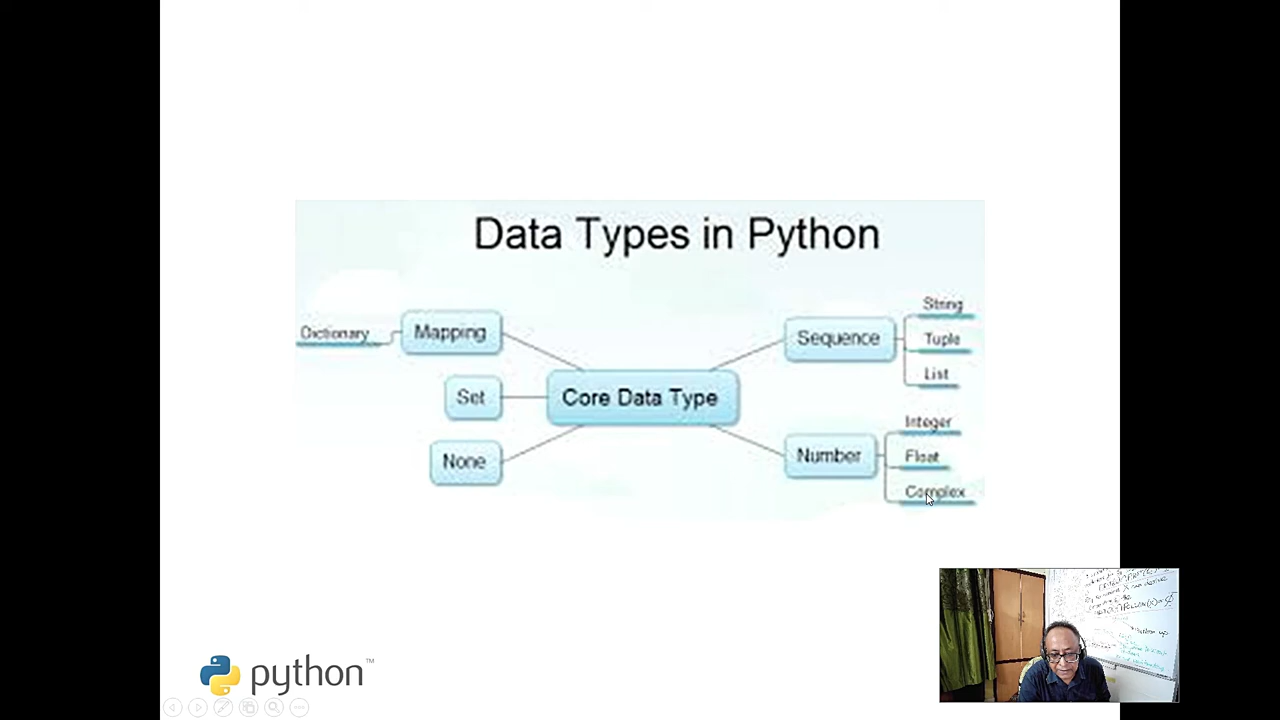 Data Types in Python
Dictionary
Mapping
Set
None
Core Data Type
Sequence
String
Tuple
List
Number
Integer
Float
Complex
python™